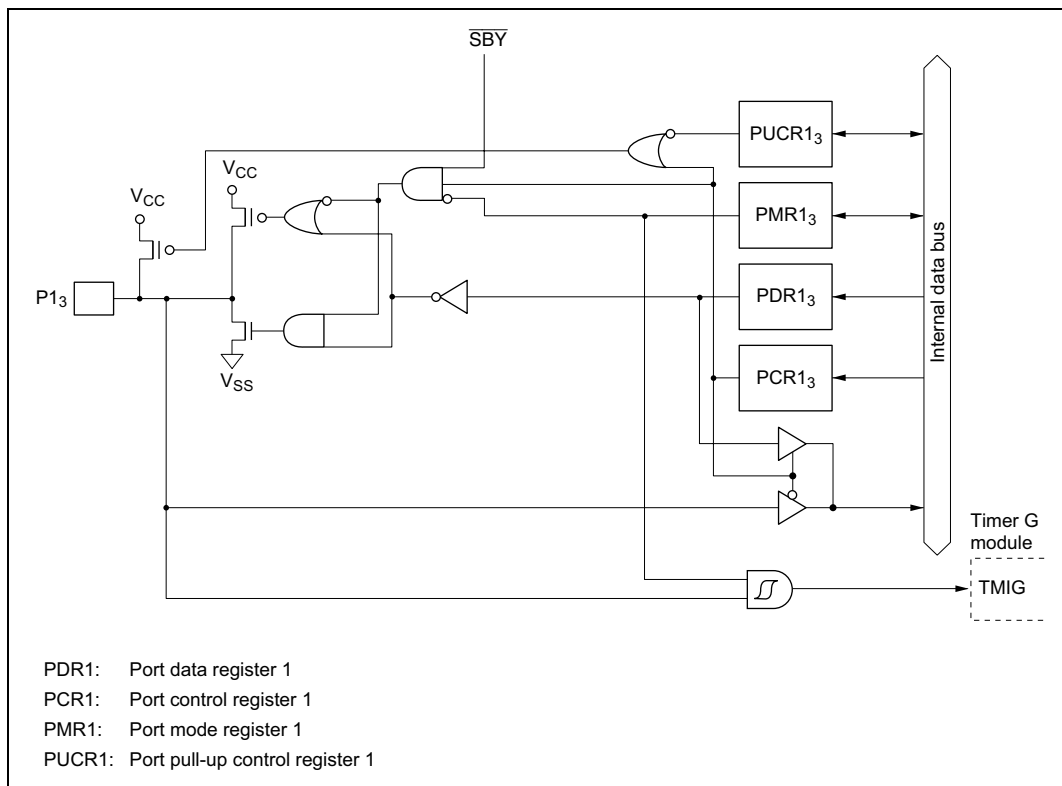 SBY
PUCR1₃
V_CC
V_CC
PMR1₃
P1₃
PDR1₃
Internal data bus
V_SS
PCR1₃
Timer G
module
TMIG
PDR1: Port data register 1
PCR1: Port control register 1
PMR1: Port mode register 1
PUCR1: Port pull-up control register 1